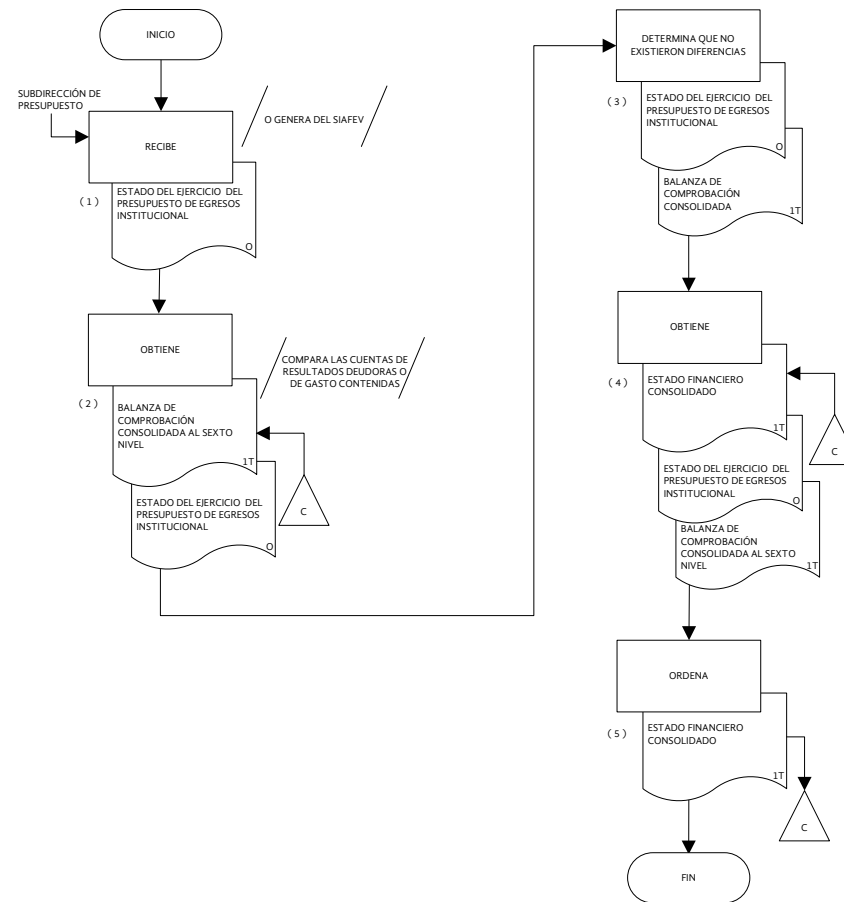 INICIO
SUBDIRECCIÓN DE
PRESUPUESTO
O GENERA DEL SIAFEV
RECIBE
( 1 )
ESTADO DEL EJERCICIO DEL
PRESUPUESTO DE EGRESOS
INSTITUCIONAL
O
OBTIENE
COMPARA LAS CUENTAS DE
RESULTADOS DEUDORAS O
DE GASTO CONTENIDAS
( 2 )
BALANZA DE
COMPROBACIÓN
CONSOLIDADA AL SEXTO
NIVEL
1T
ESTADO DEL EJERCICIO DEL
PRESUPUESTO DE EGRESOS
INSTITUCIONAL
O
C
DETERMINA QUE NO
EXISTIERON DIFERENCIAS
( 3 )
ESTADO DEL EJERCICIO DEL
PRESUPUESTO DE EGRESOS
INSTITUCIONAL
O
BALANZA DE
COMPROBACIÓN
CONSOLIDADA
1T
OBTIENE
( 4 )
ESTADO FINANCIERO
CONSOLIDADO
1T
C
ESTADO DEL EJERCICIO DEL
PRESUPUESTO DE EGRESOS
INSTITUCIONAL
O
BALANZA DE
COMPROBACIÓN
CONSOLIDADA AL SEXTO
NIVEL
1T
ORDENA
( 5 )
ESTADO FINANCIERO
CONSOLIDADO
1T
C
FIN